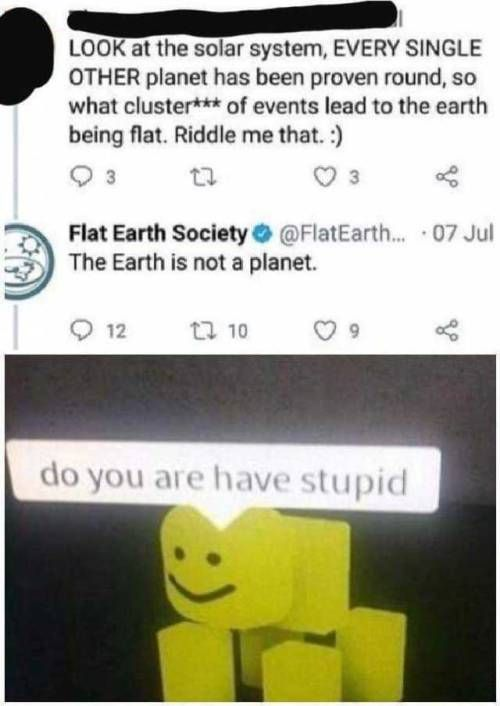 LOOK at the solar system, EVERY SINGLE
OTHER planet has been proven round, so
what cluster*** of events lead to the earth
being flat. Riddle me that. :)
3
3
Flat Earth Society @FlatEarth... · 07 Jul
The Earth is not a planet.
12
10
9
do you are have stupid